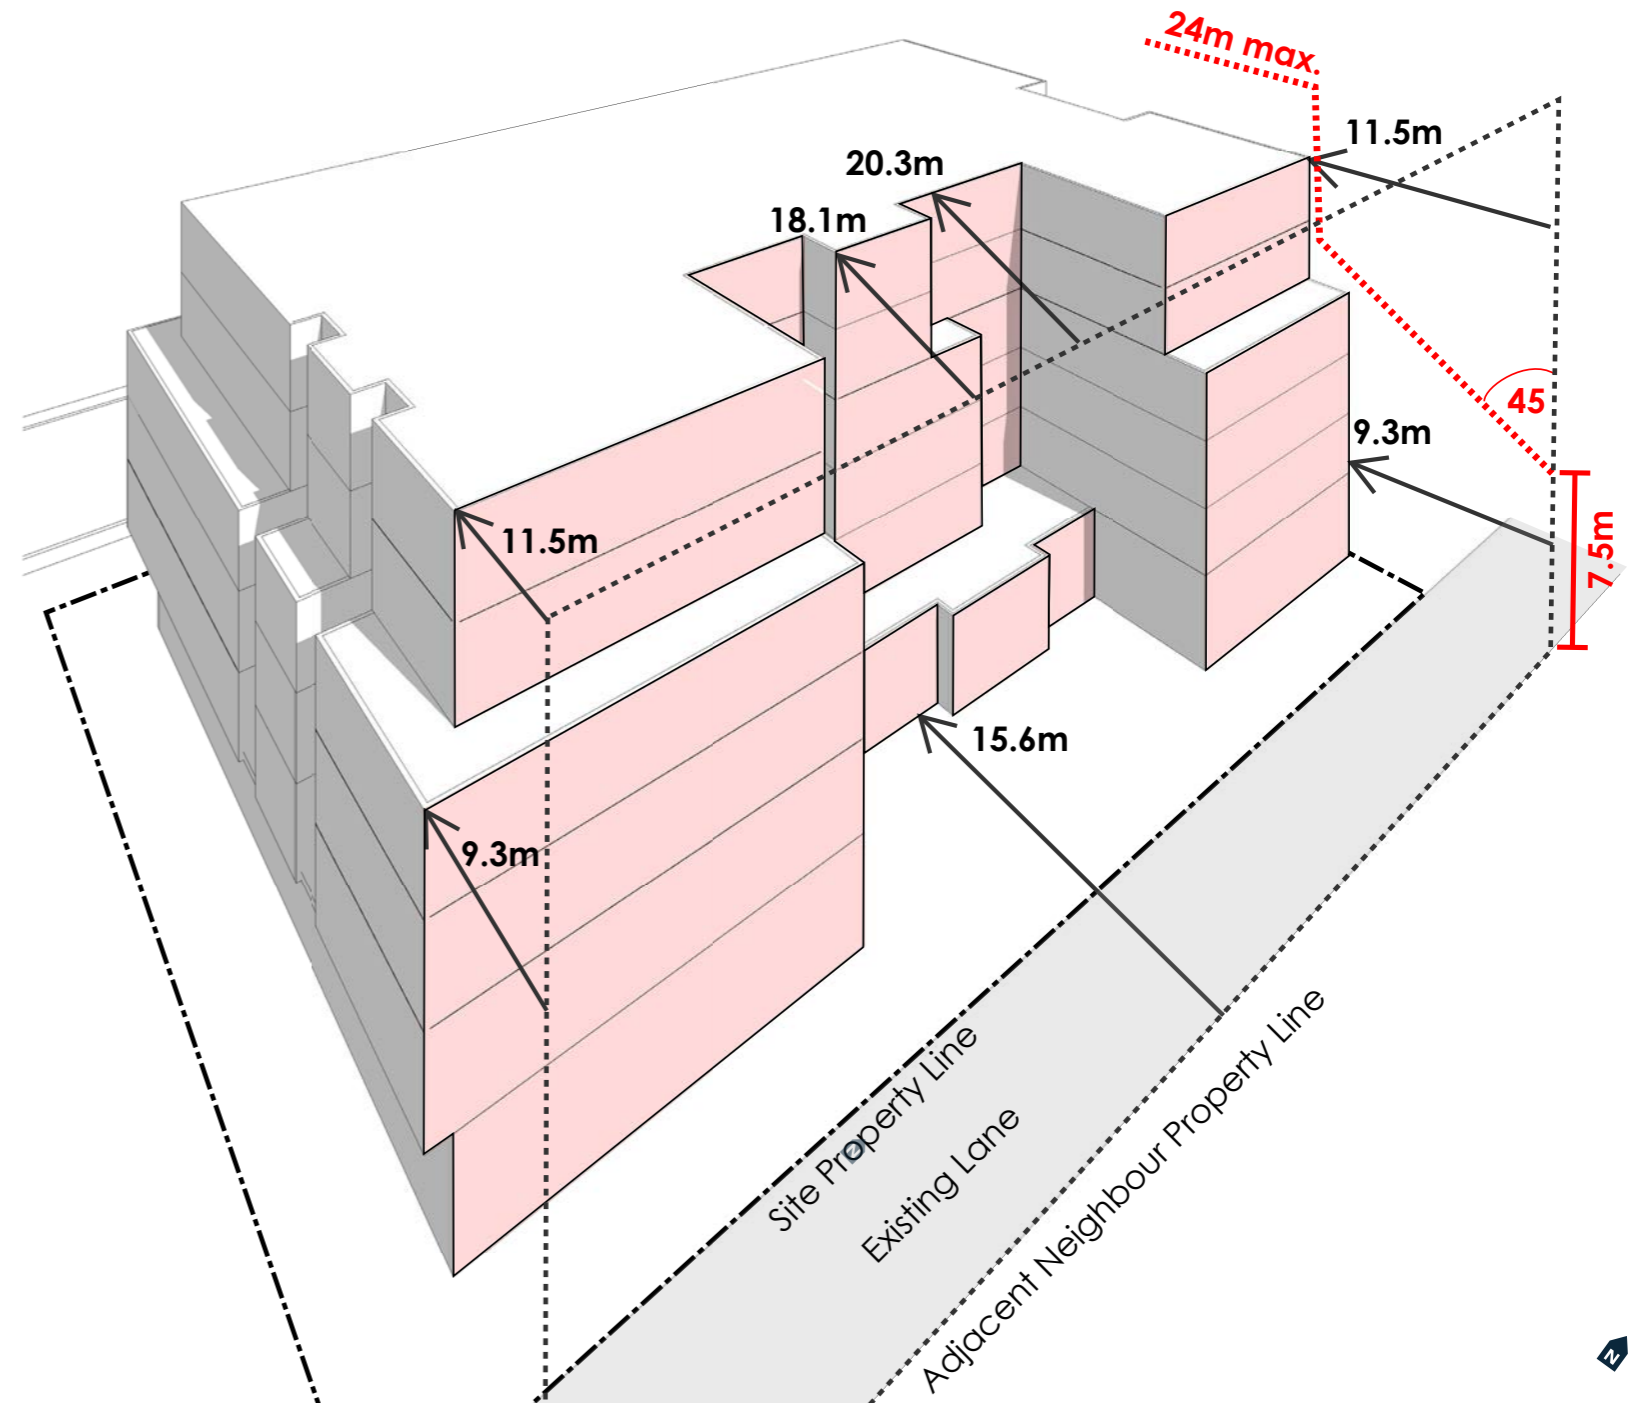 24m max.
11.5m
20.3m
18.1m
45
9.3m
11.5m
7.5m
15.6m
9.3m
Site Property Line
Existing Lane
Adjacent Neighbour Property Line
N